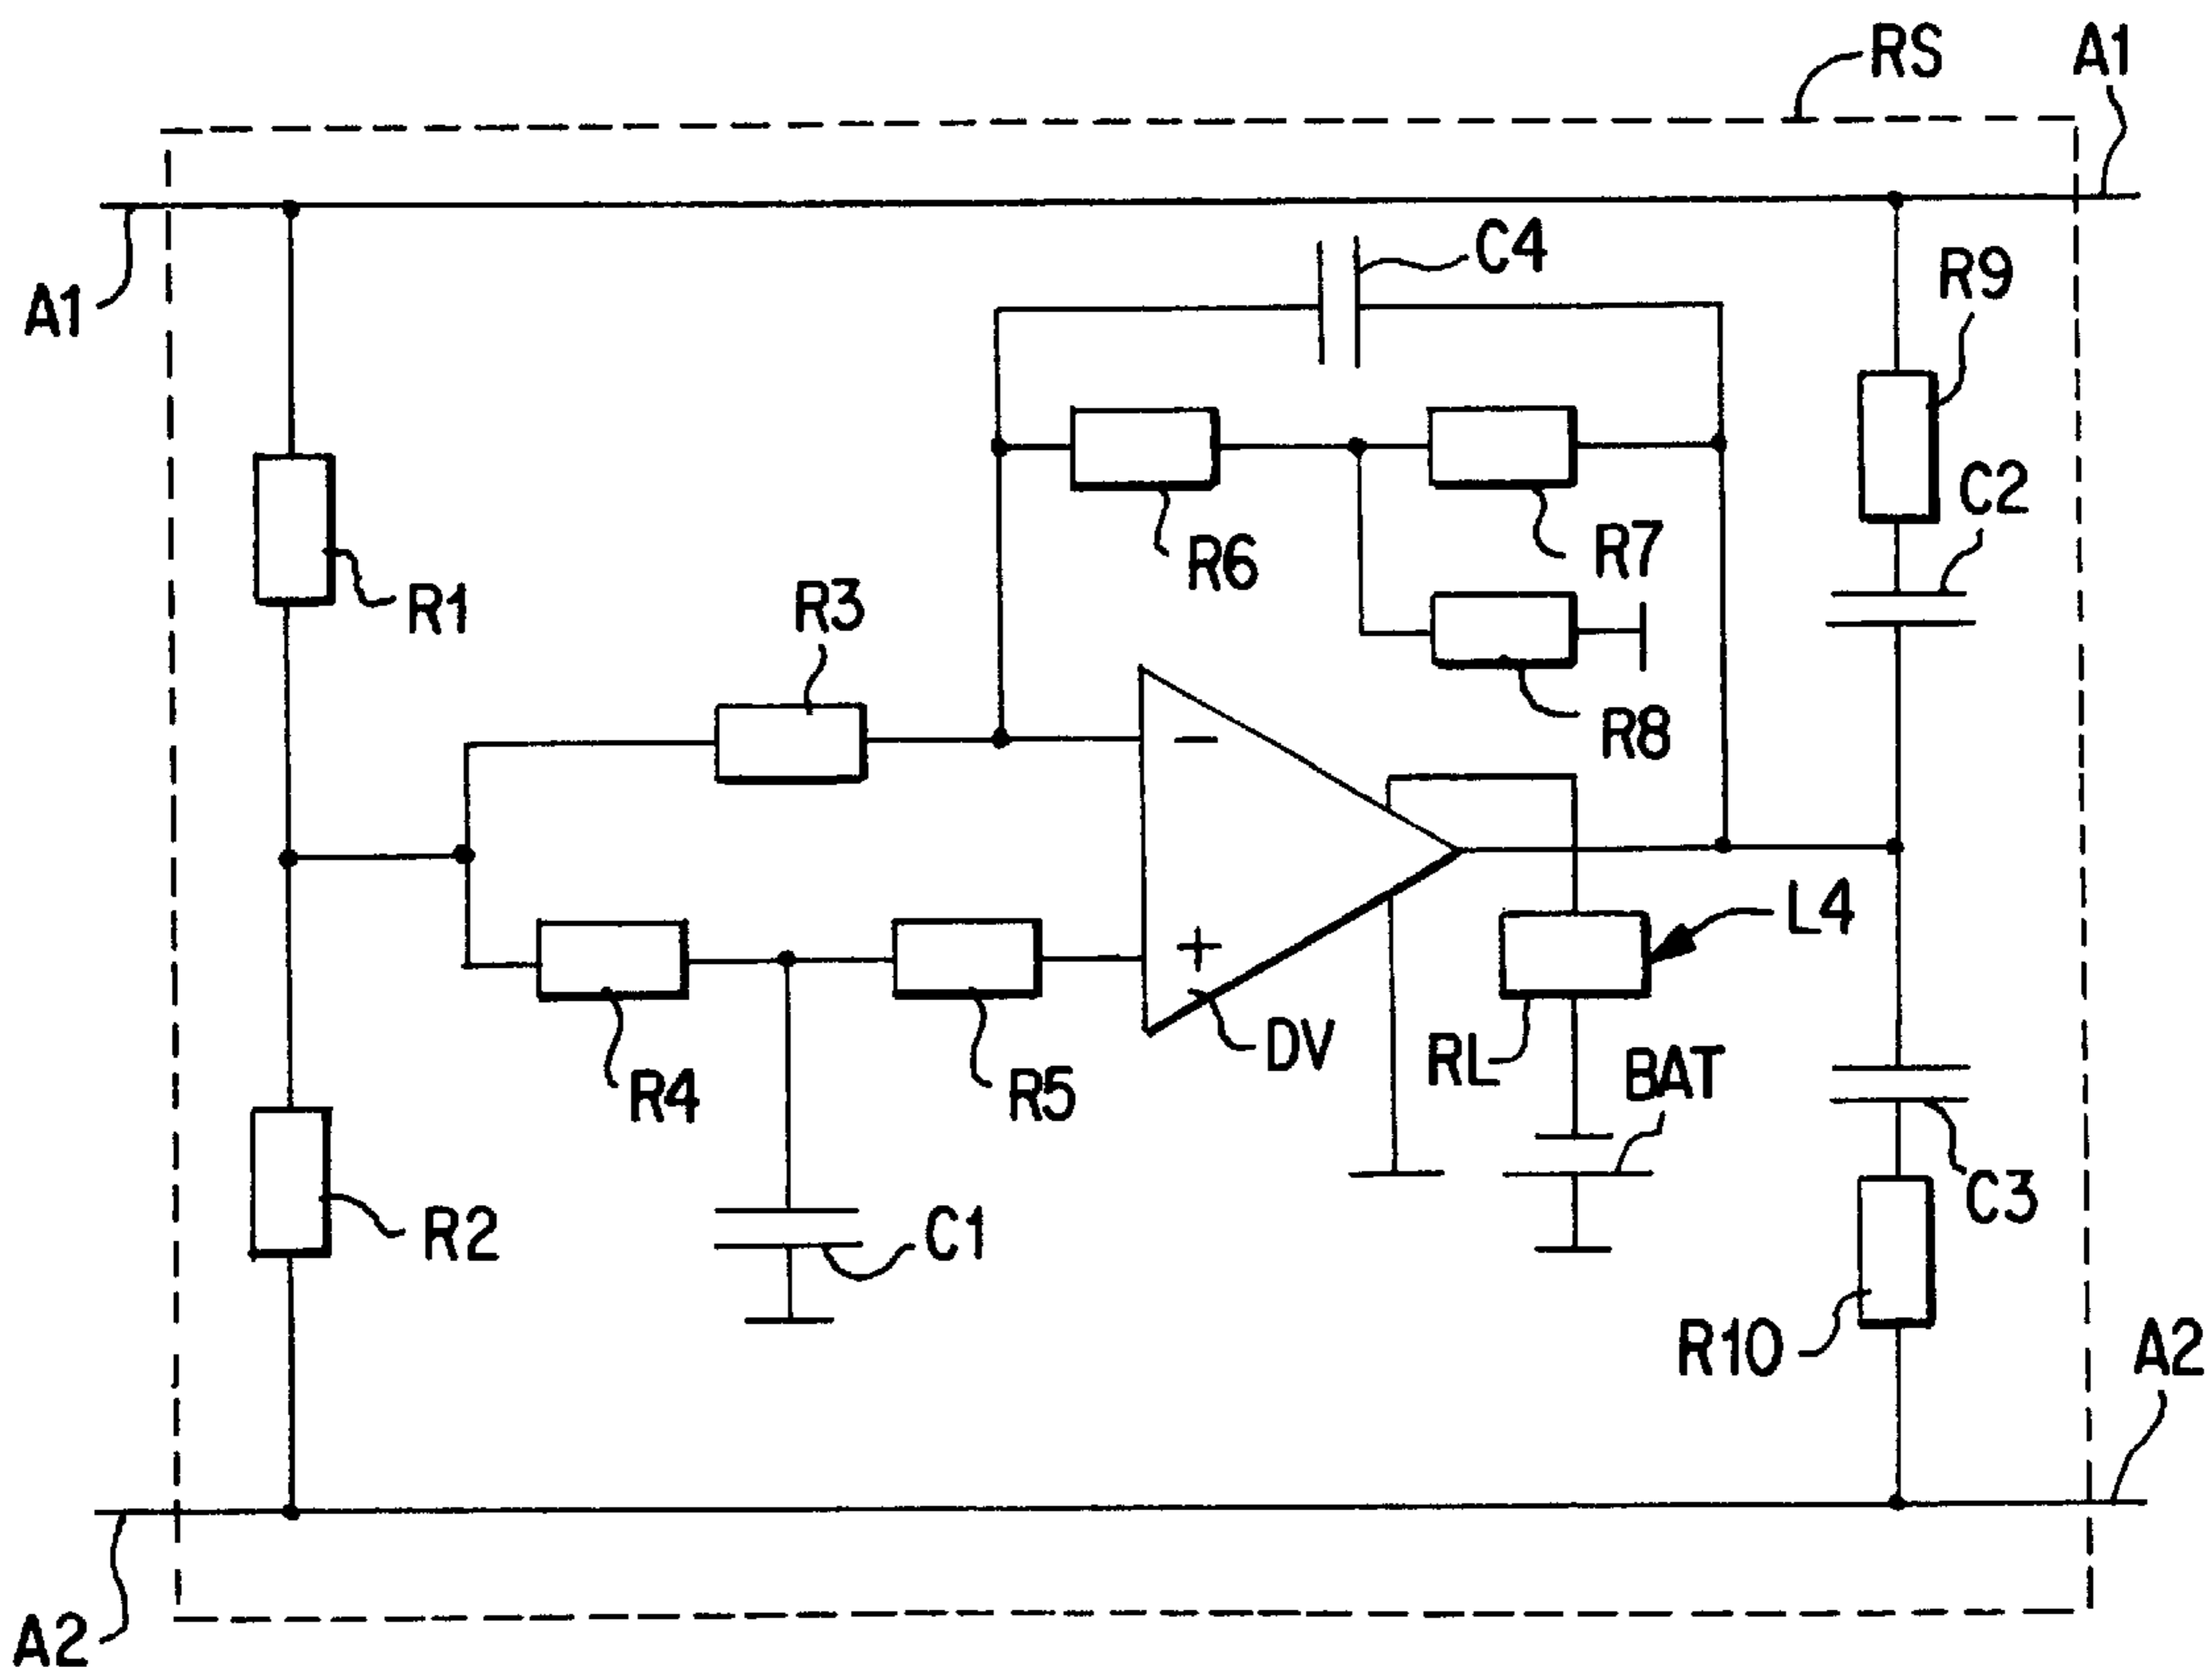 RS
A1
A1
C4
R9
C2
R6
R7
R1
R3
R8
−
L4
+
DV
RL
BAT
R4
R5
C3
R2
C1
R10
A2
A2